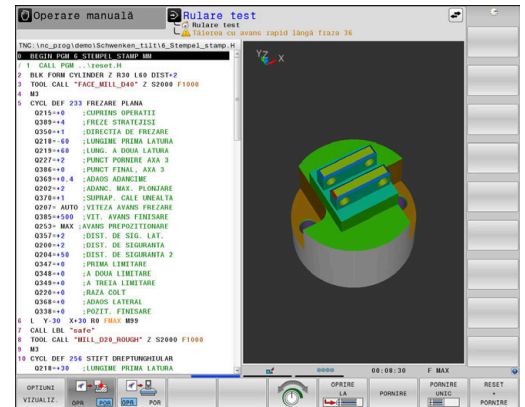 Operare manuală
Rulare test
Rulare test
Tăierea cu avans rapid lângă fraza 36
TNC:\nc_prog\demo\Schwenken_tilt\6_Stempel_stamp.H
0 BEGIN PGM 6_STEMPEL_STAMP MM
/ 1 CALL PGM ..\reset.H
2 BLK FORM CYLINDER Z R30 L60 DIST+2
3 TOOL CALL "FACE_MILL_D40" Z S2000 F1000
4 M3
5 CYCL DEF 233 FREZARE PLANA
Q215=+0 ;CUPRINS OPERATII
Q389=+4 ;FREZE STRATEJISI
Q350=+1 ;DIRECTIA DE FREZARE
Q218=-60 ;LUNGIME PRIMA LATURA
Q219=+60 ;LUNG. A DOUA LATURA
Q227=+2 ;PUNCT PORNIRE AXA 3
Q386=+0 ;PUNCT FINAL, AXA 3
Q369=+0.4 ;ADAOS ADANCIME
Q202=+2 ;ADANC. MAX. PLONJARE
Q370=+1 ;SUPRAP. CALE UNEALTA
Q207= AUTO ;VITEZA AVANS FREZARE
Q385=+500 ;VIT. AVANS FINISARE
Q253= MAX ;AVANS PREPOZITIONARE
Q357=+2 ;DIST. DE SIG. LAT.
Q200=+2 ;DIST. DE SIGURANTA
Q204=+50 ;DIST. DE SIGURANTA 2
Q347=+0 ;PRIMA LIMITARE
Q348=+0 ;A DOUA LIMITARE
Q349=+0 ;A TREIA LIMITARE
Q220=+0 ;RAZA COLT
Q368=+0 ;ADAOS LATERAL
Q338=+0 ;POZIT. FINISARE
6 L Y-30 X+30 R0 FMAX M99
7 CALL LBL "safe"
8 TOOL CALL "MILL_D20_ROUGH" Z S2000 F1000
9 M3
10 CYCL DEF 256 STIFT DREPTUNGHIULAR
Q218=+30 ;LUNGIME PRIMA LATURA
YZ X
00:08:30 F MAX
OPTIUNI VIZUALIZ.
OPR POR
OPR POR
OPRIRE LA
PORNIRE
PORNIRE UNIC
RESET + PORNIRE